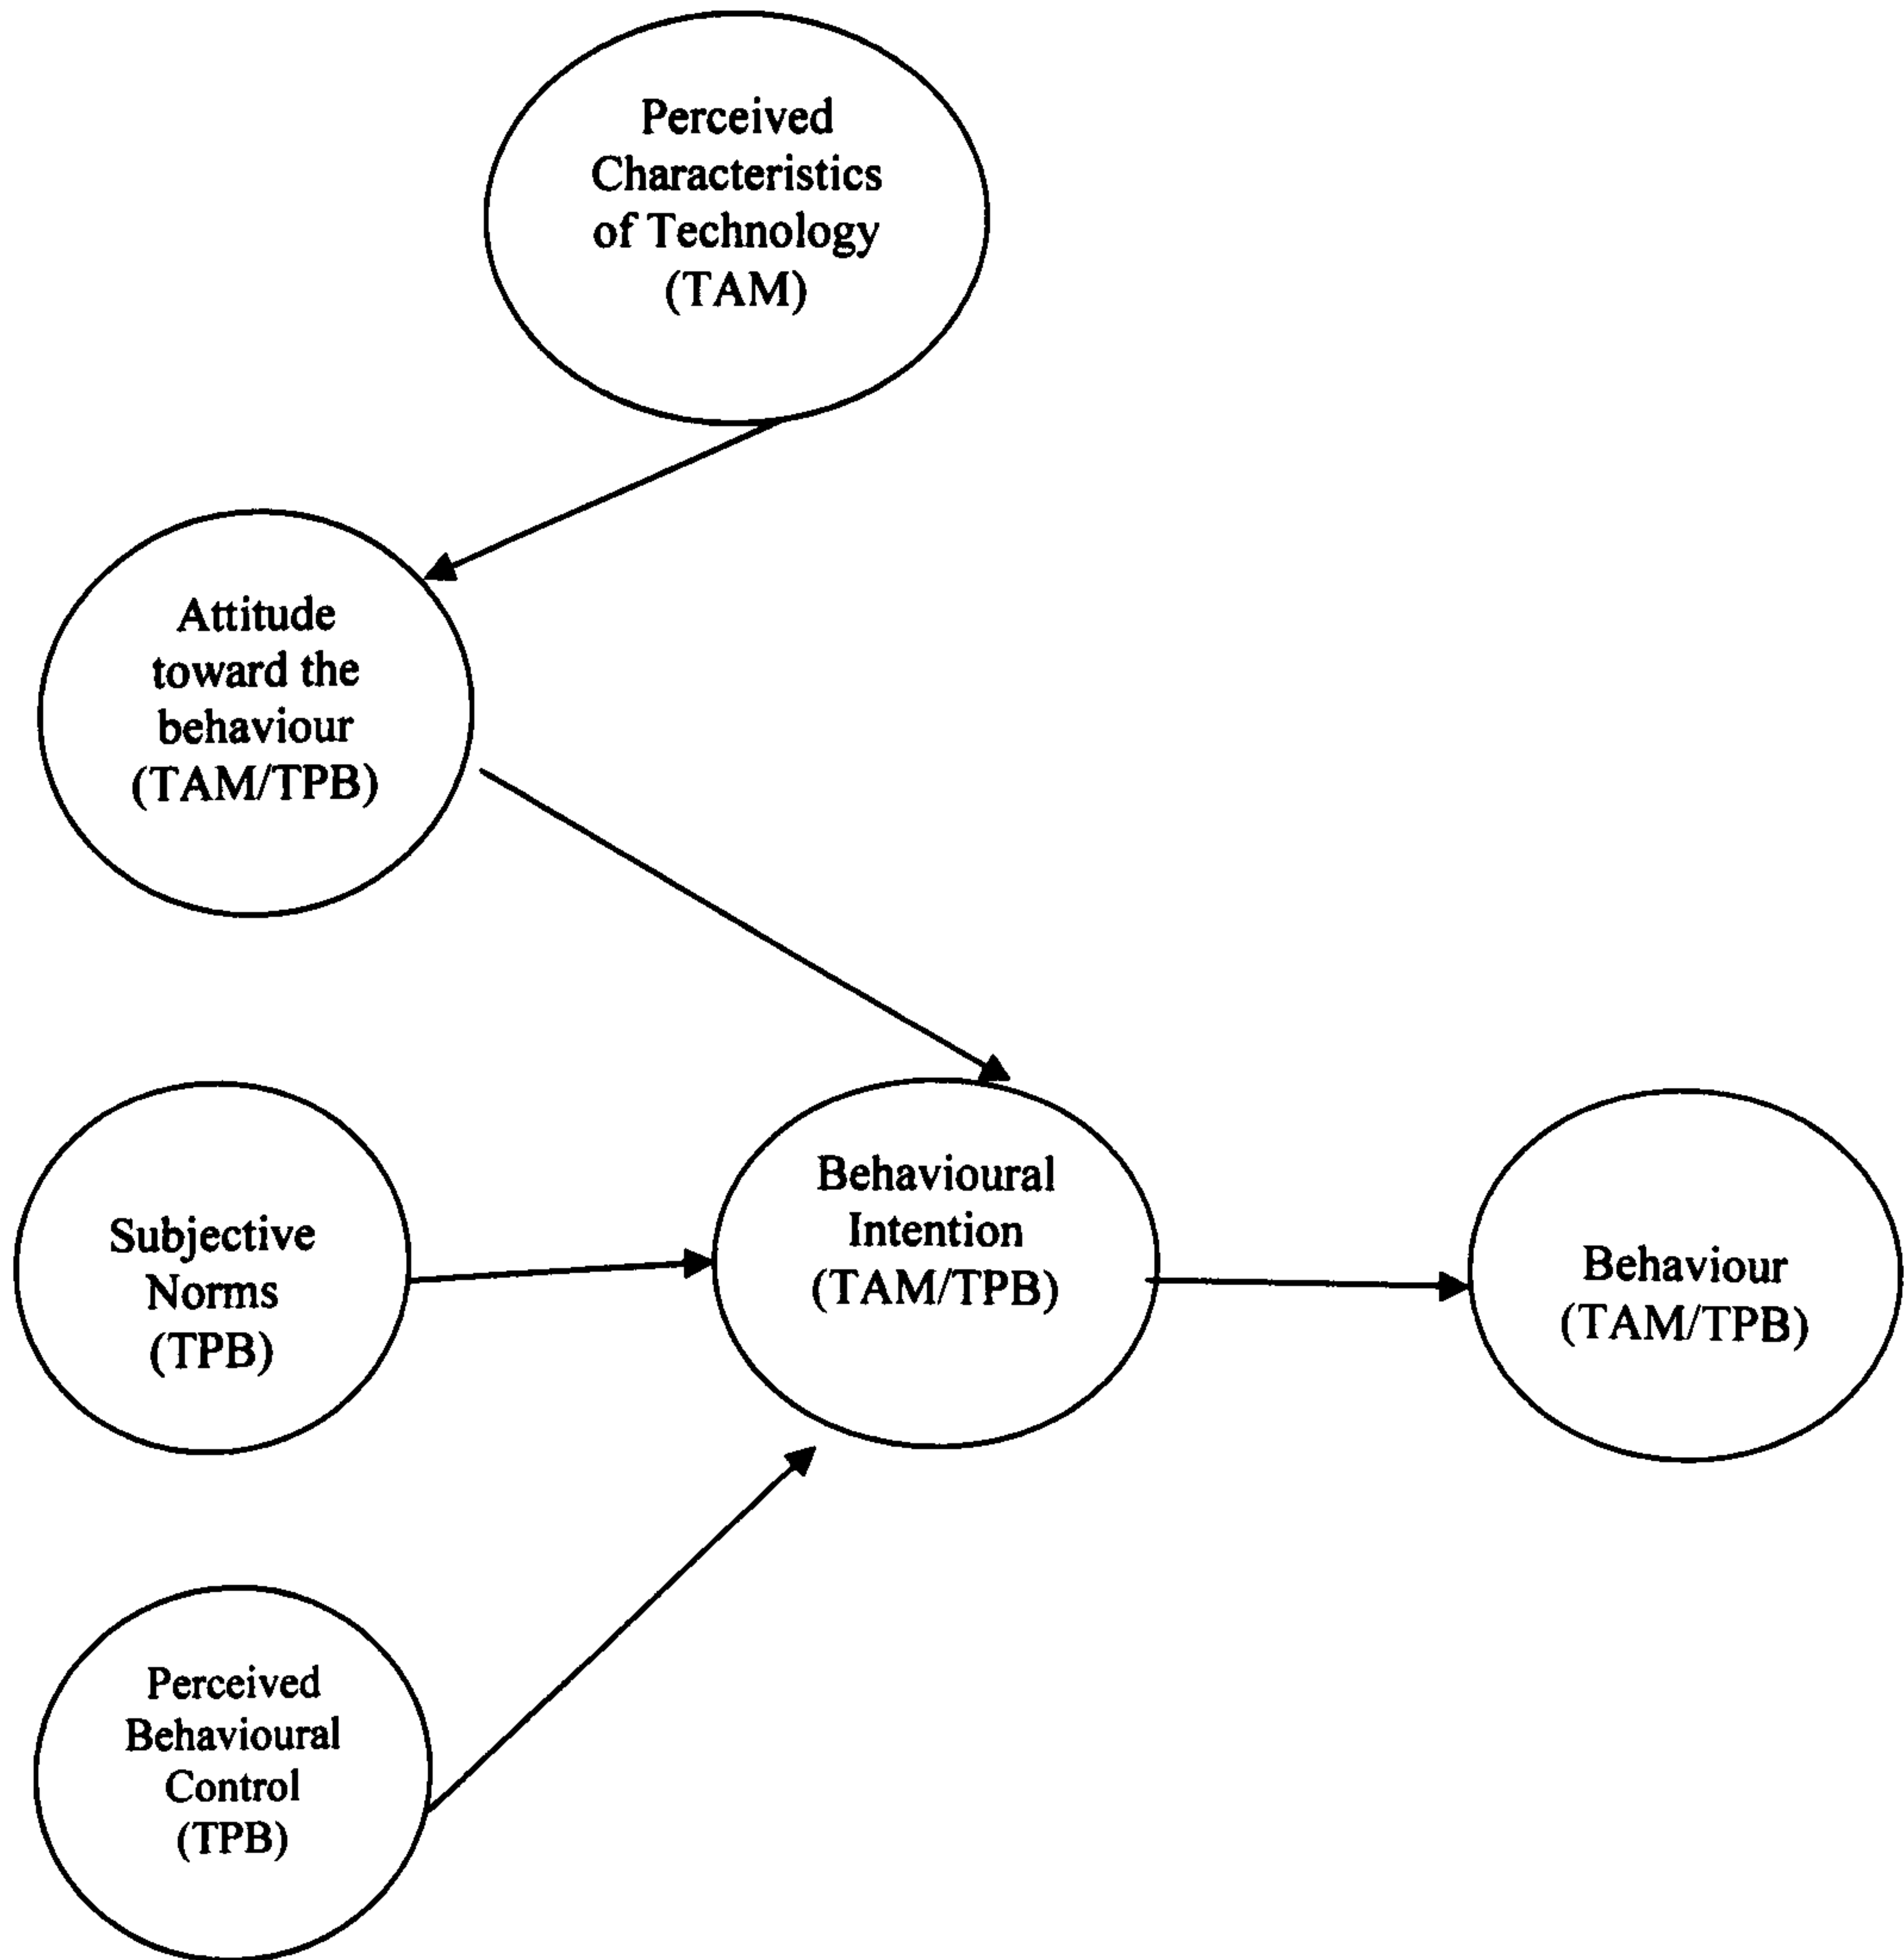 Perceived
Characteristics
of Technology
(TAM)
Attitude
toward the
behaviour
(TAM/TPB)
Subjective
Norms
(TPB)
Behavioural
Intention
(TAM/TPB)
Behaviour
(TAM/TPB)
Perceived
Behavioural
Control
(TPB)